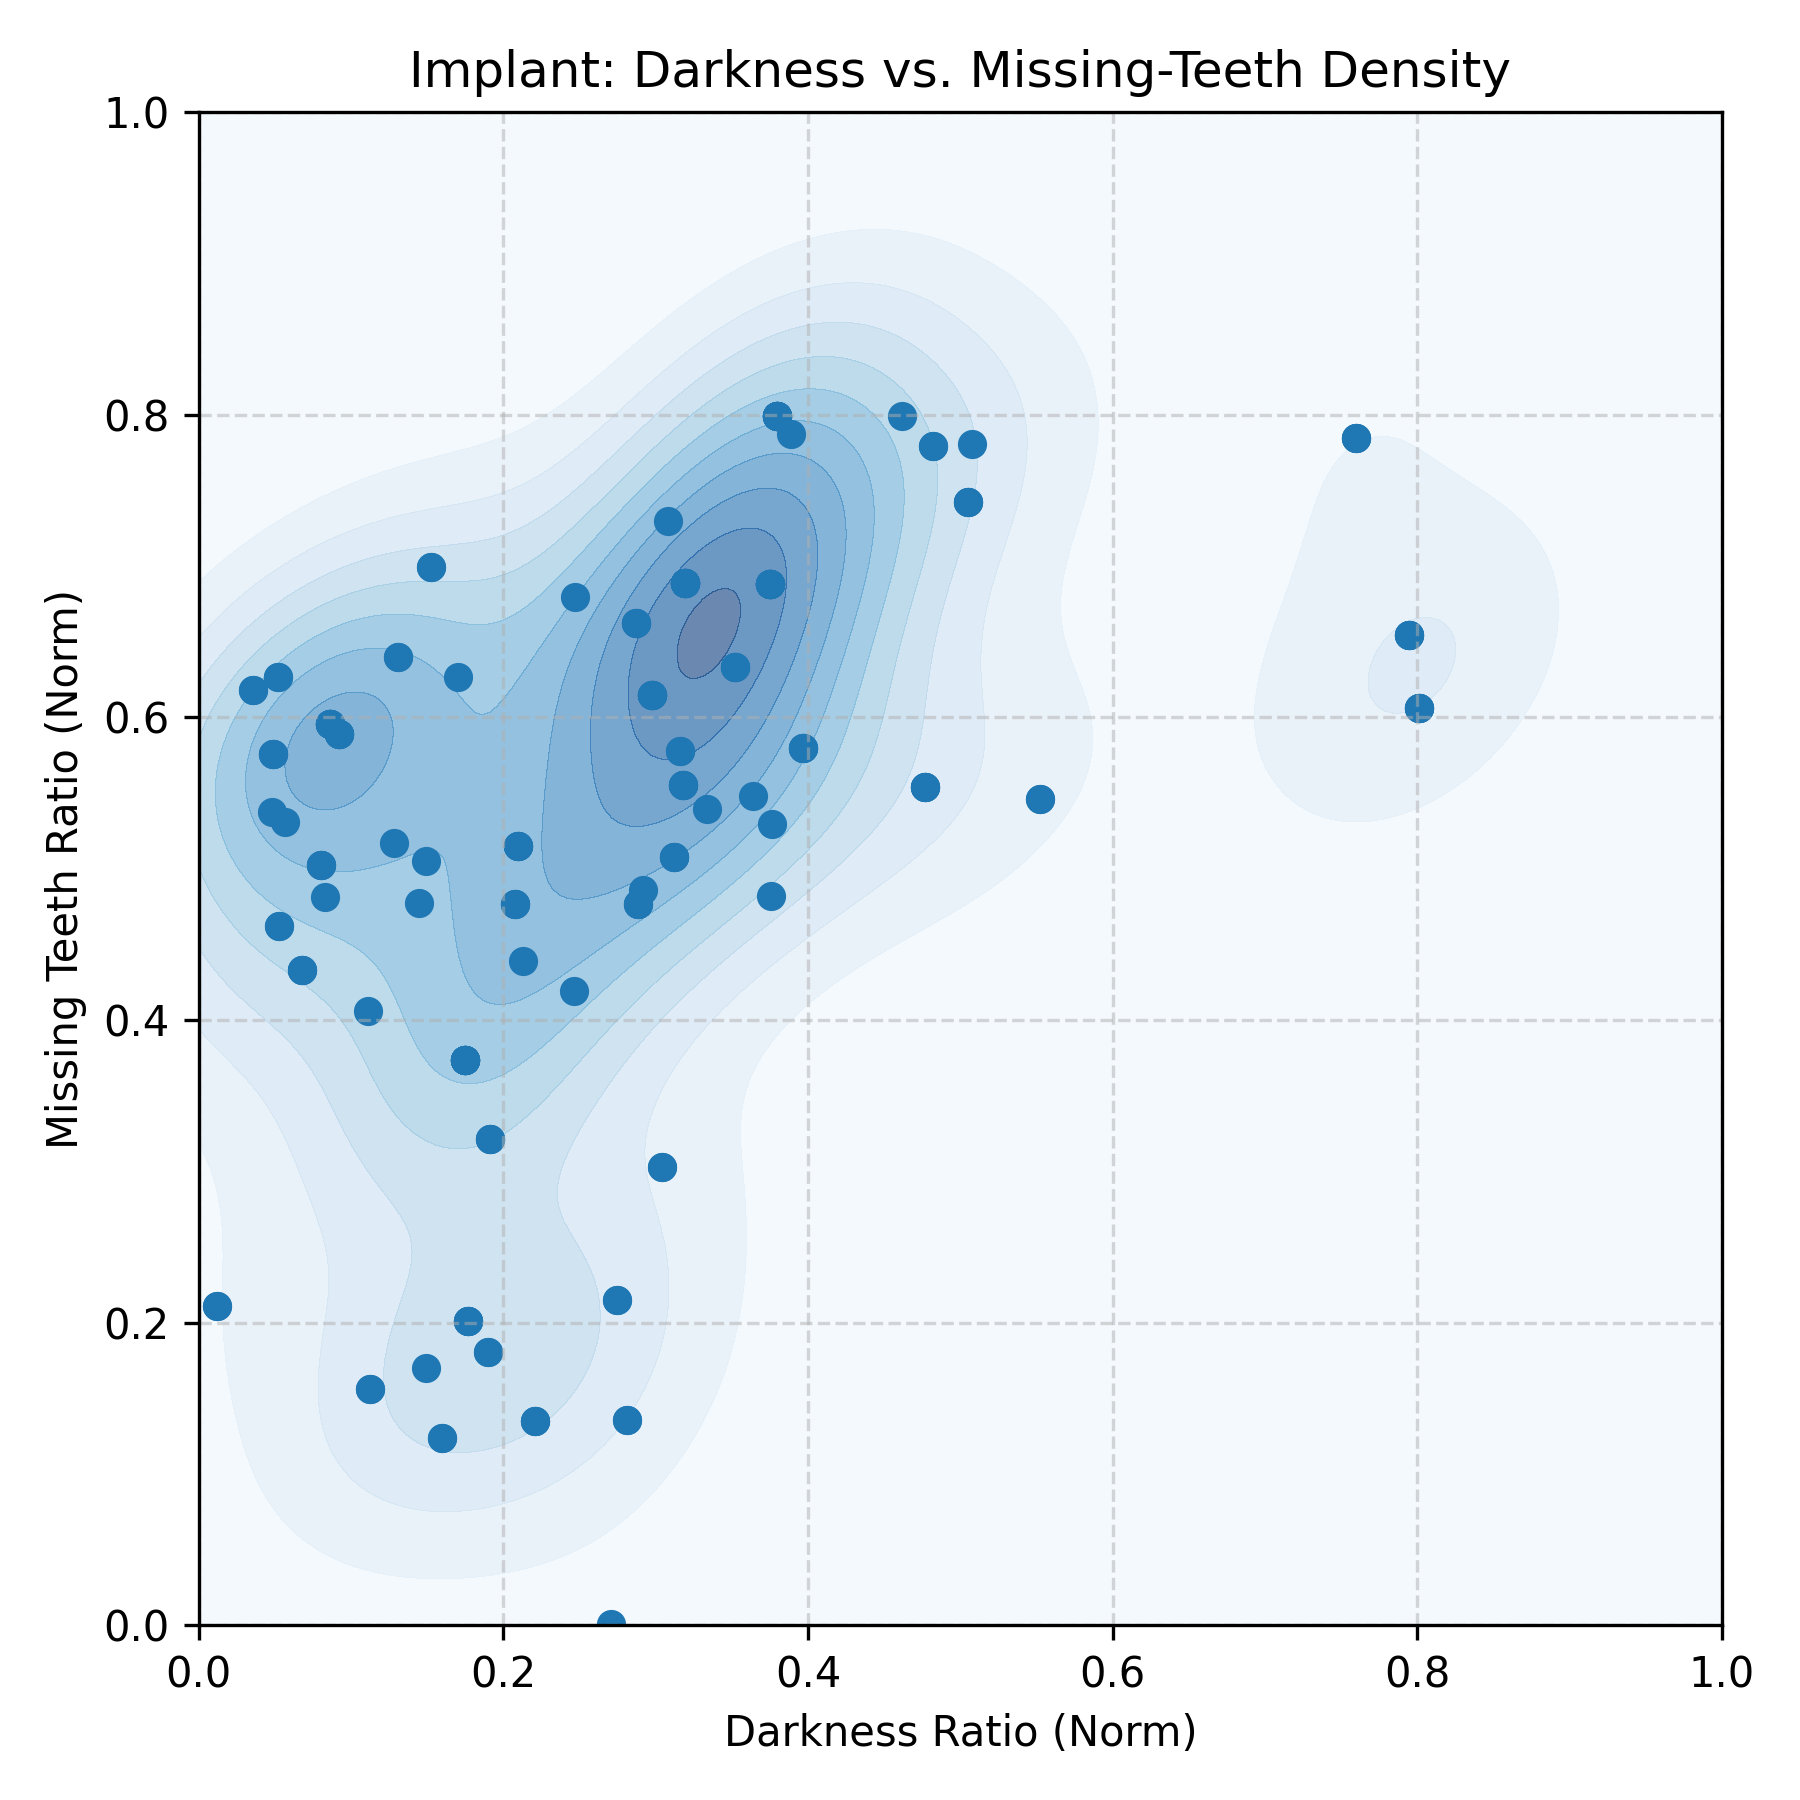 Implant: Darkness vs. Missing-Teeth Density
1.0
0.8
0.6
0.4
0.2
0.0
Missing Teeth Ratio (Norm)
0.0 0.2 0.4 0.6 0.8 1.0
Darkness Ratio (Norm)